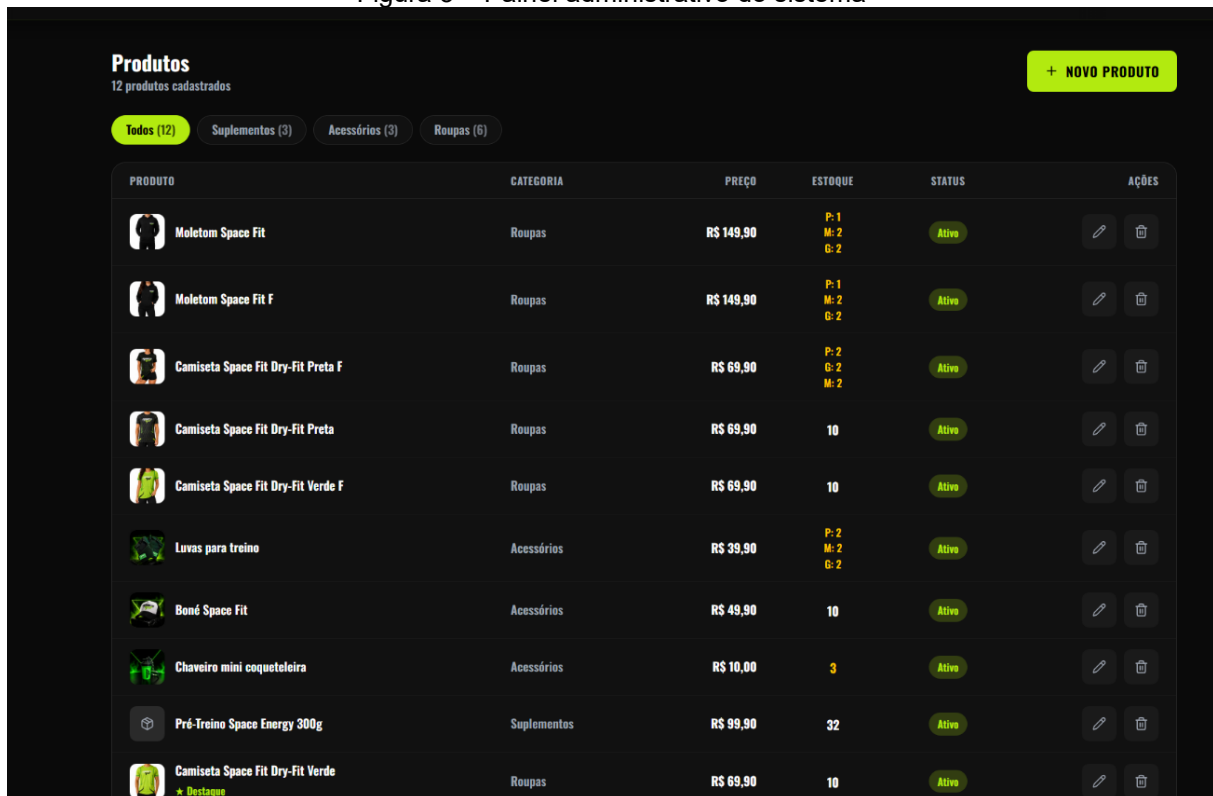 Produtos
12 produtos cadastrados
+ NOVO PRODUTO
Todos (12) Suplementos (3) Acessórios (3) Roupas (6)
PRODUTO CATEGORIA PREÇO ESTOQUE STATUS AÇÕES
Moletom Space Fit Roupas R$ 149,90 P: 1 M: 2 G: 2 Ativo
Moletom Space Fit F Roupas R$ 149,90 P: 1 M: 2 G: 2 Ativo
Camiseta Space Fit Dry-Fit Preta F Roupas R$ 69,90 P: 2 G: 2 M: 2 Ativo
Camiseta Space Fit Dry-Fit Preta Roupas R$ 69,90 10 Ativo
Camiseta Space Fit Dry-Fit Verde F Roupas R$ 69,90 10 Ativo
Luvas para treino Acessórios R$ 39,90 P: 2 M: 2 G: 2 Ativo
Boné Space Fit Acessórios R$ 49,90 10 Ativo
Chaveiro mini coqueteleira Acessórios R$ 10,00 3 Ativo
Pré-Treino Space Energy 300g Suplementos R$ 99,90 32 Ativo
Camiseta Space Fit Dry-Fit Verde Roupas R$ 69,90 10 Ativo
★ Destaque